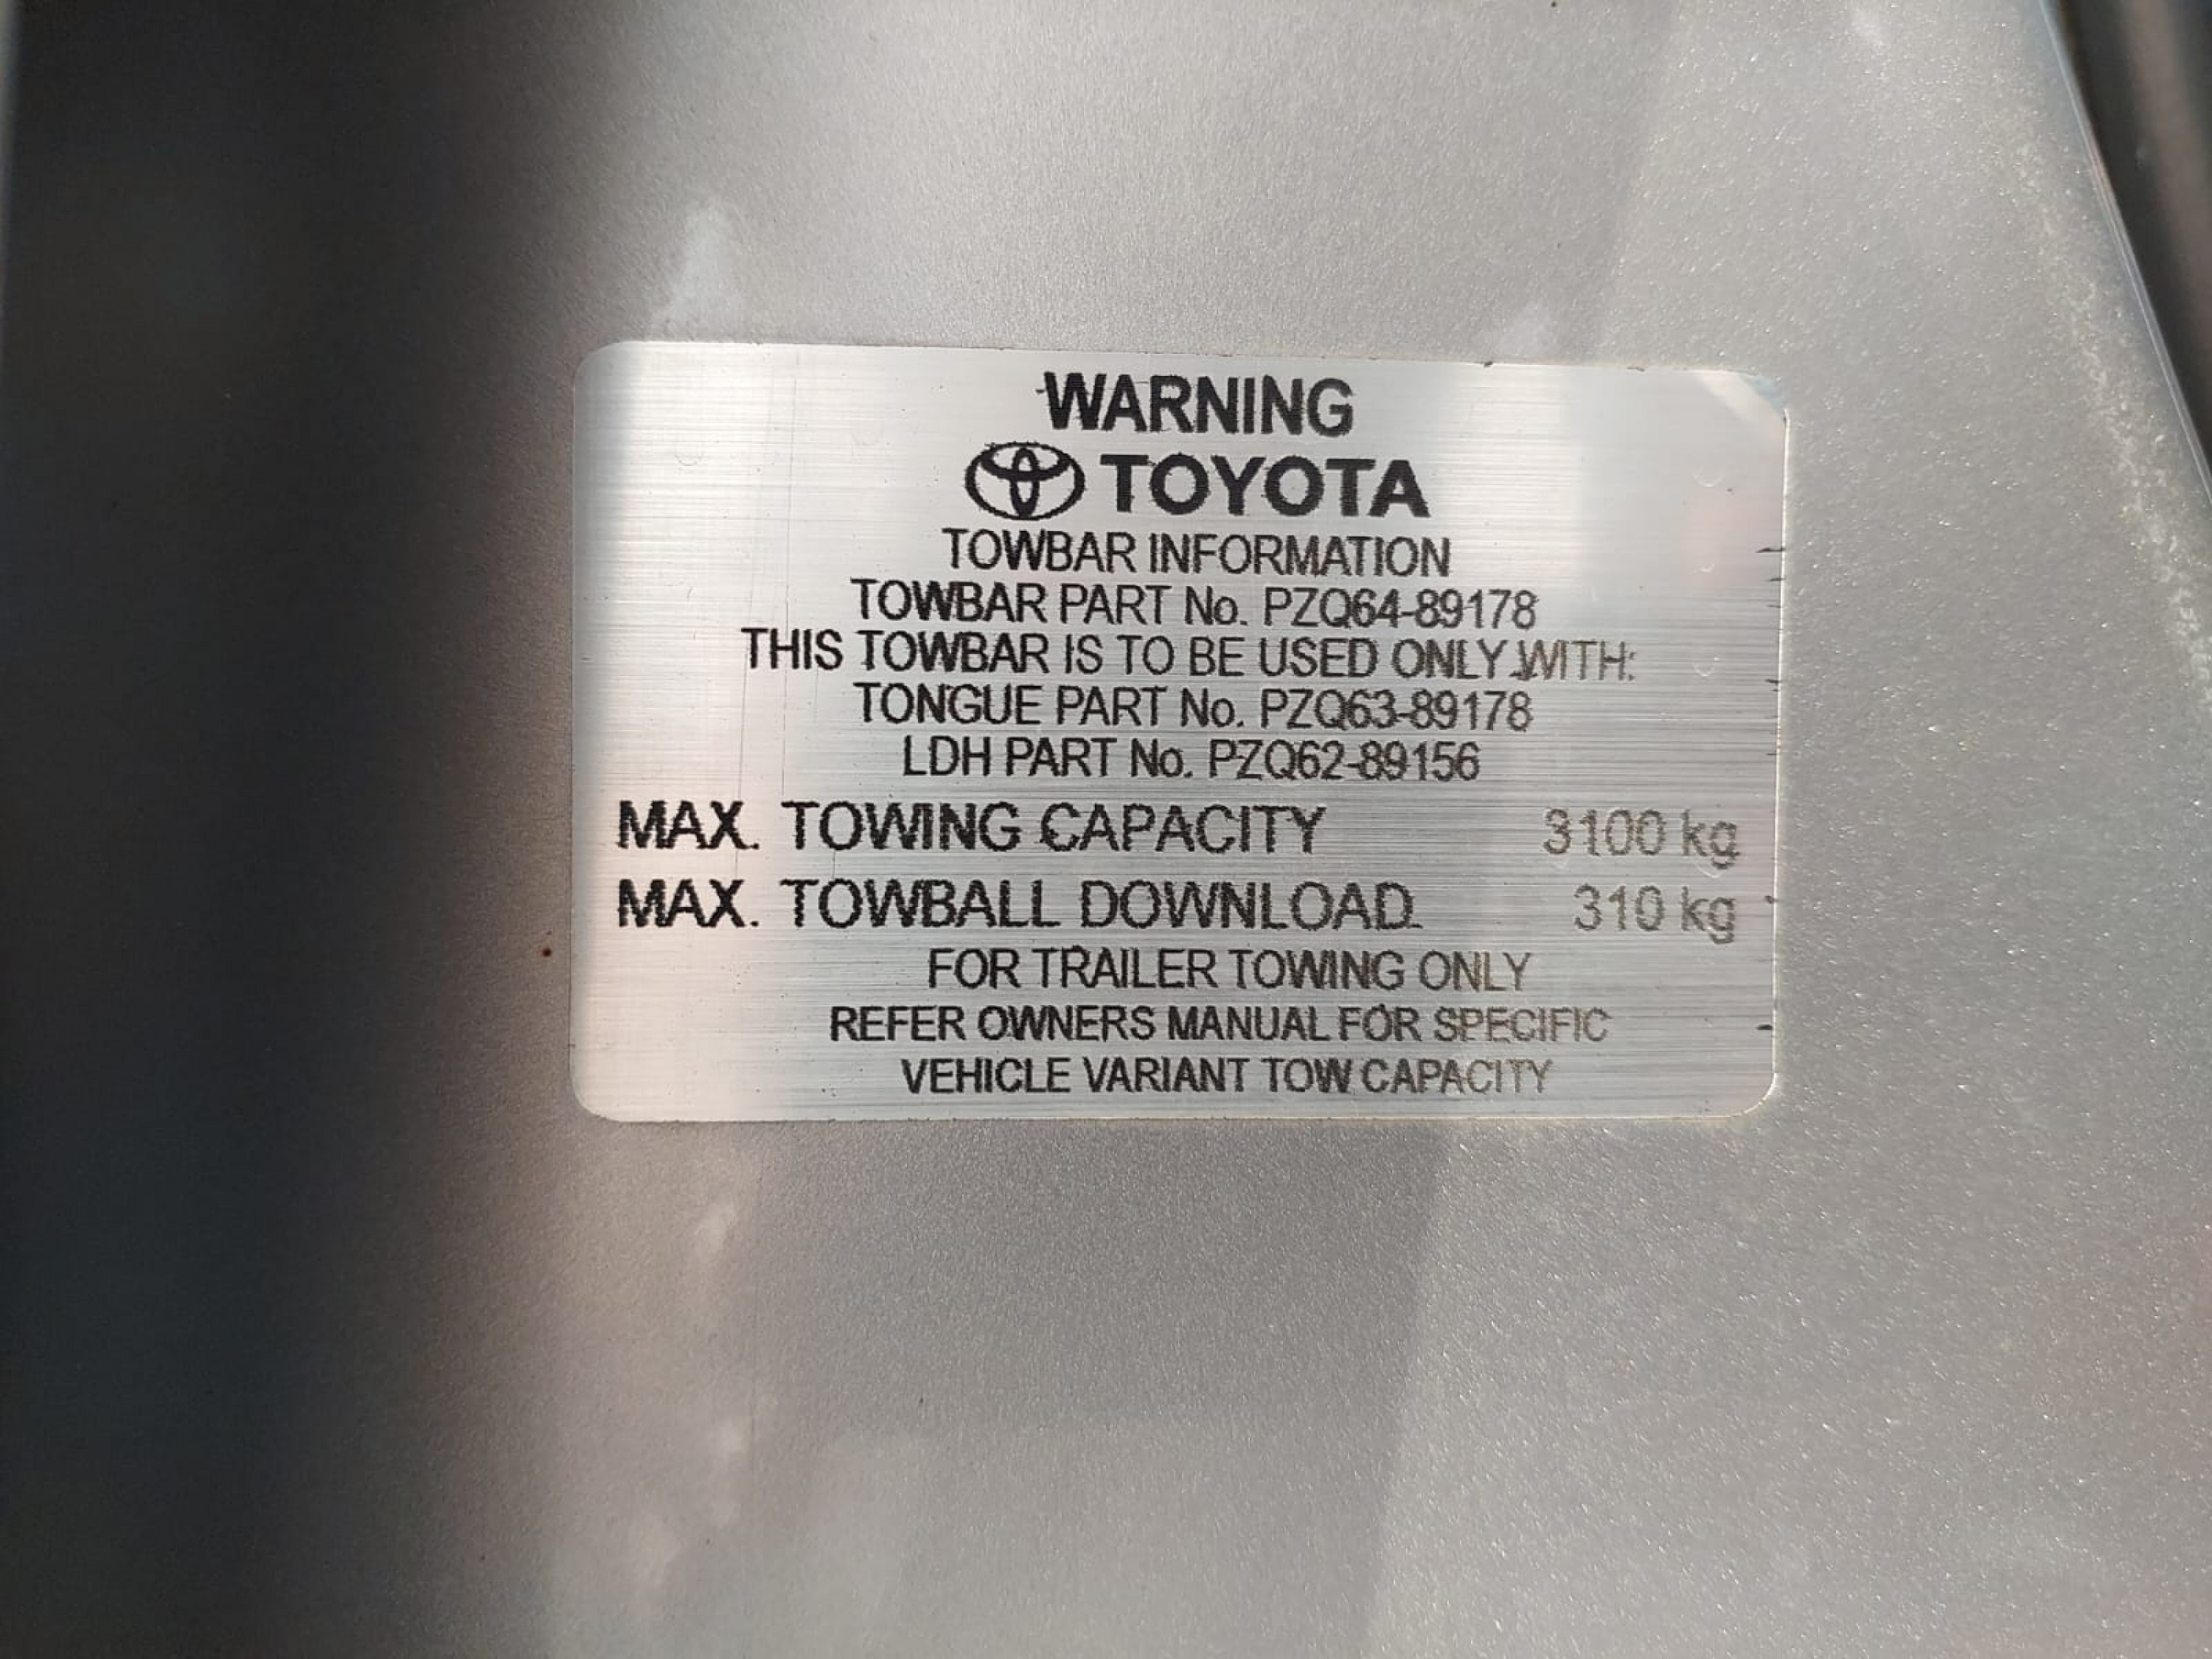 WARNING
TOYOTA
TOWBAR INFORMATION
TOWBAR PART No. PZQ64-89178
THIS TOWBAR IS TO BE USED ONLY WITH:
TONGUE PART No. PZQ63-89178
LDH PART No. PZQ62-89156
MAX. TOWING CAPACITY 3100 kg
MAX. TOWBALL DOWNLOAD 310 kg
FOR TRAILER TOWING ONLY
REFER OWNERS MANUAL FOR SPECIFIC
VEHICLE VARIANT TOW CAPACITY